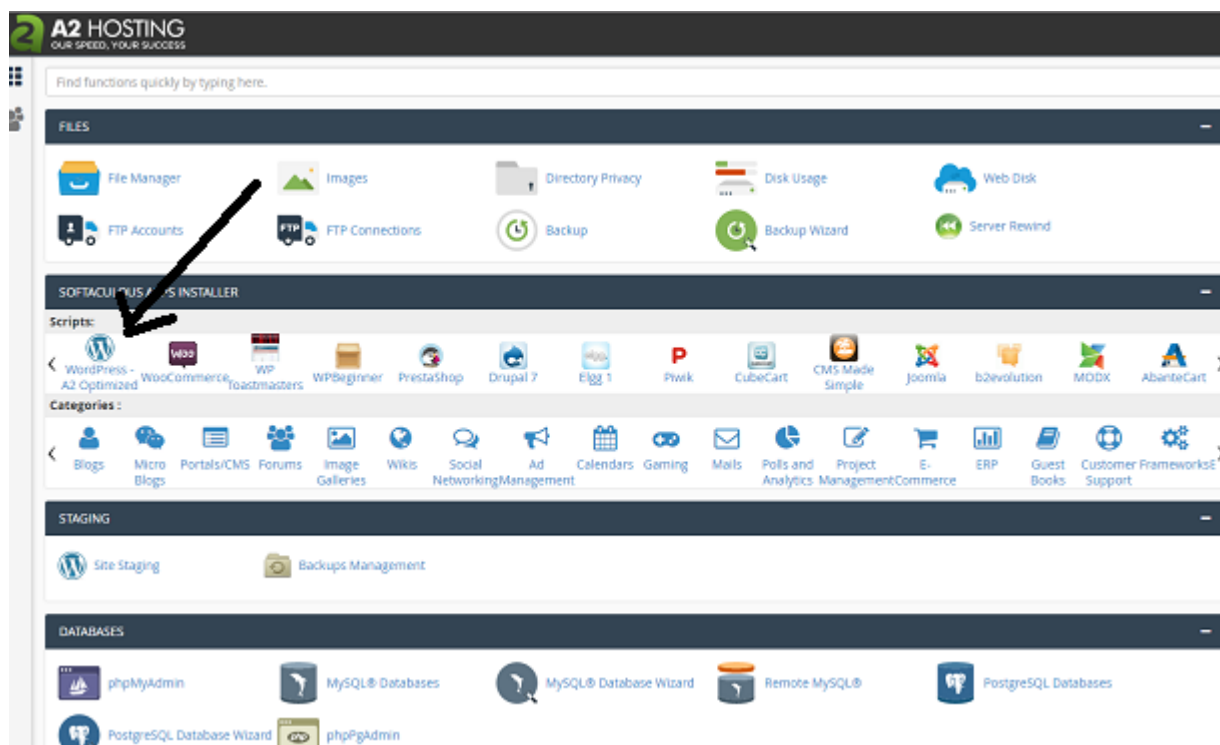 A2 HOSTING
OUR SPEED, YOUR SUCCESS
Find functions quickly by typing here.
FILES
File Manager
Images
Directory Privacy
Disk Usage
Web Disk
FTP Accounts
FTP
FTP Connections
Backup
Backup Wizard
Server Rewind
SOFTACULOUS APPS INSTALLER
Scripts:
WordPress -
A2 Optimized
Woo
WooCommerce
WP
Toastmasters
WPBeginner
PrestaShop
Drupal 7
Elgg 1
P
Piwik
CubeCart
CMS Made
Simple
Joomla
b2evolution
MODX
AbanteCart
Categories :
Blogs
Micro
Blogs
Portals/CMS
Forums
Image
Galleries
Wikis
Social
Networking
Ad
Management
Calendars
Gaming
Mails
Polls and
Analytics
Project
Management
E-
Commerce
ERP
Guest
Books
Customer
Support
Frameworks
E
STAGING
Site Staging
Backups Management
DATABASES
phpMyAdmin
MySQL® Databases
MySQL® Database Wizard
Remote MySQL®
PostgreSQL Databases
PostgreSQL Database Wizard
phpPgAdmin